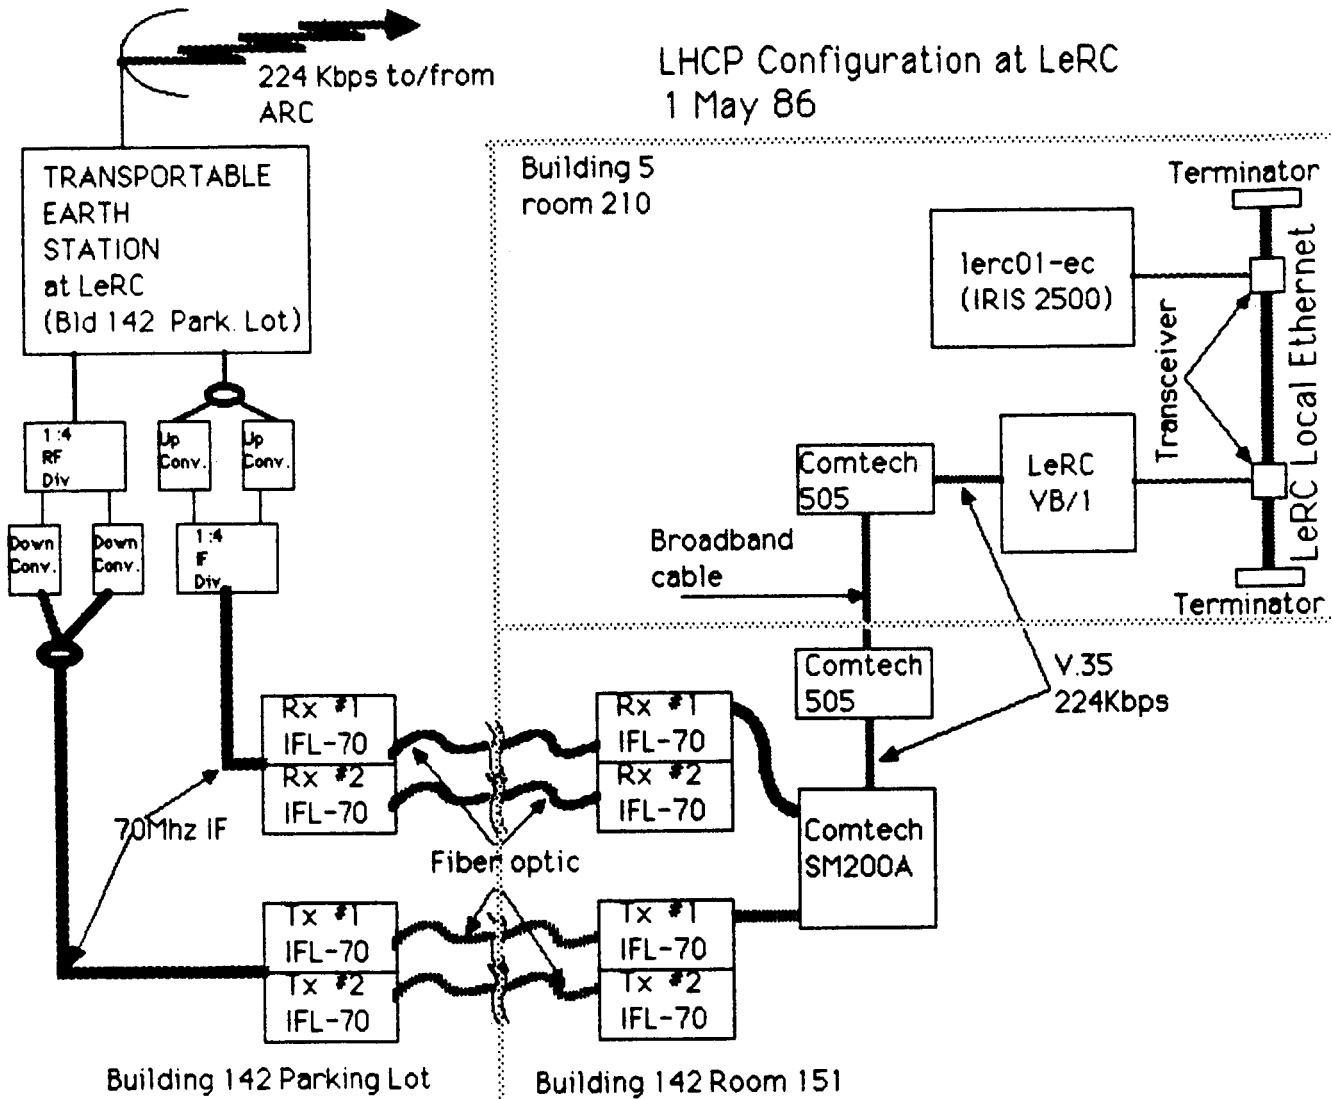 LHCP Configuration at LeRC
1 May 86
224 Kbps to/from
ARC
TRANSPORTABLE
EARTH
STATION
at LeRC
(Bld 142 Park. Lot)
1:4
RF
Div
Up
Conv.
Up
Conv.
Down
Conv.
Down
Conv.
1:4
IF
Div
Building 5
room 210
lerc01-ec
(IRIS 2500)
Terminator
Transceiver
LeRC Local Ethernet
Comtech
505
LeRC
VB/1
Broadband
cable
Terminator
Comtech
505
V.35
224Kbps
Rx #1
IFL-70
Rx #2
IFL-70
Rx #1
IFL-70
Rx #2
IFL-70
70Mhz IF
Fiber optic
Comtech
SM200A
Tx #1
IFL-70
Tx #2
IFL-70
Tx #1
IFL-70
Tx #2
IFL-70
Building 142 Parking Lot
Building 142 Room 151